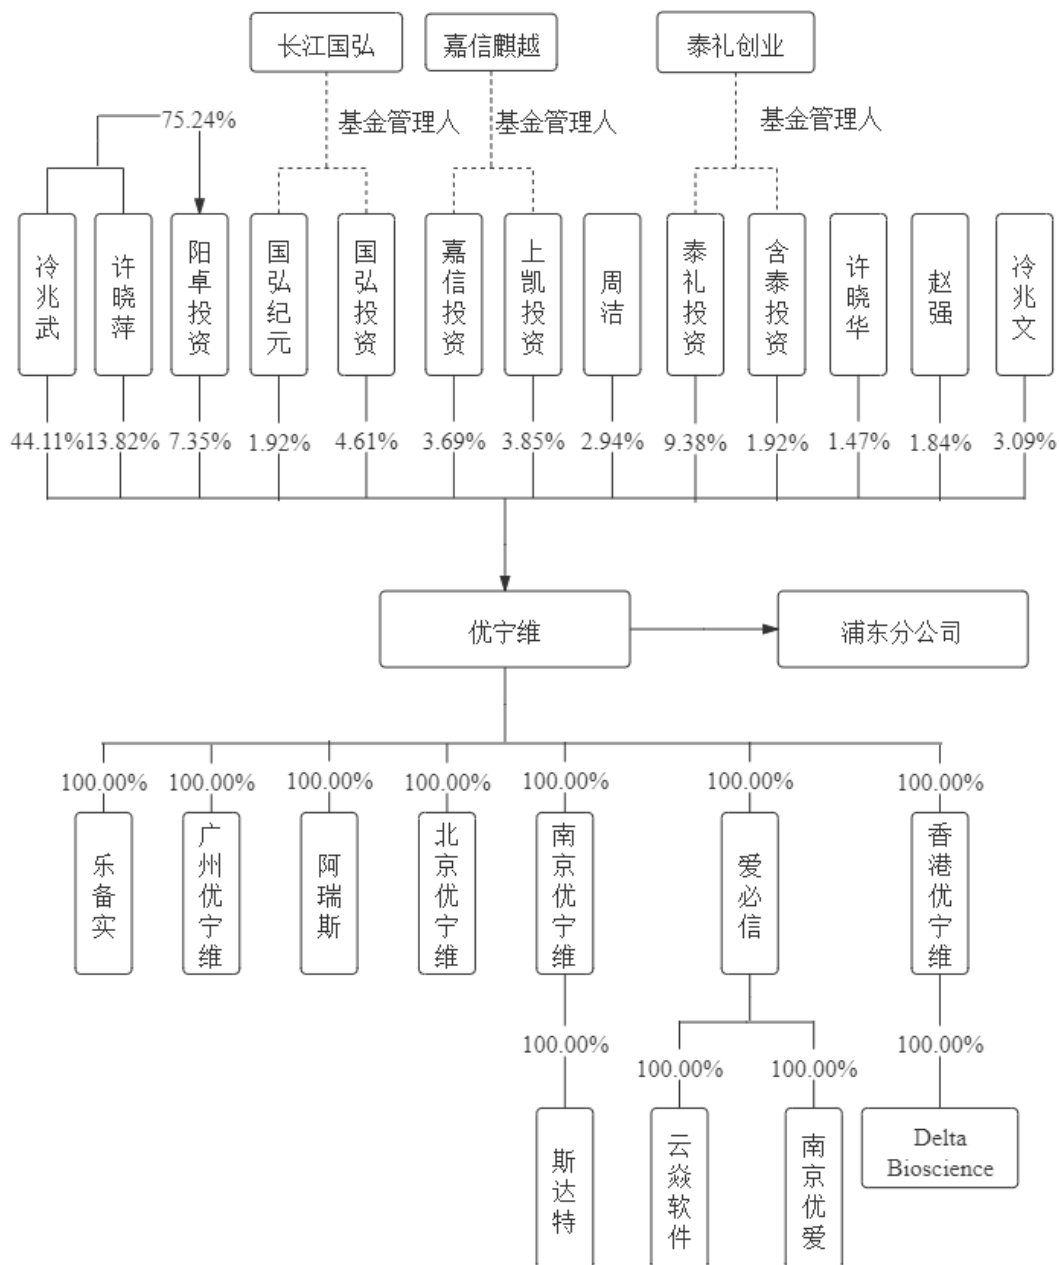 长江国弘
嘉信麒越
泰礼创业
75.24%
基金管理人
基金管理人
基金管理人
冷兆武
许晓萍
阳卓投资
国弘纪元
国弘投资
嘉信投资
上凯投资
周洁
泰礼投资
含泰投资
许晓华
赵强
冷兆文
44.11%
13.82%
7.35%
1.92%
4.61%
3.69%
3.85%
2.94%
9.38%
1.92%
1.47%
1.84%
3.09%
优宁维
浦东分公司
100.00%
100.00%
100.00%
100.00%
100.00%
100.00%
100.00%
乐备实
广州优宁维
阿瑞斯
北京优宁维
南京优宁维
爱必信
香港优宁维
100.00%
100.00%
100.00%
100.00%
斯达特
云焱软件
南京优爱
Delta
Bioscience